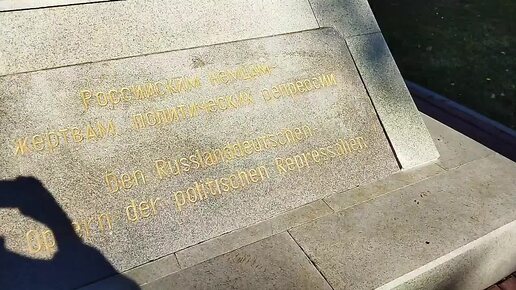 Российским немцам-
жертвам политических репрессий
Den Russlanddeutschen
Opfern der politischen Repressalien